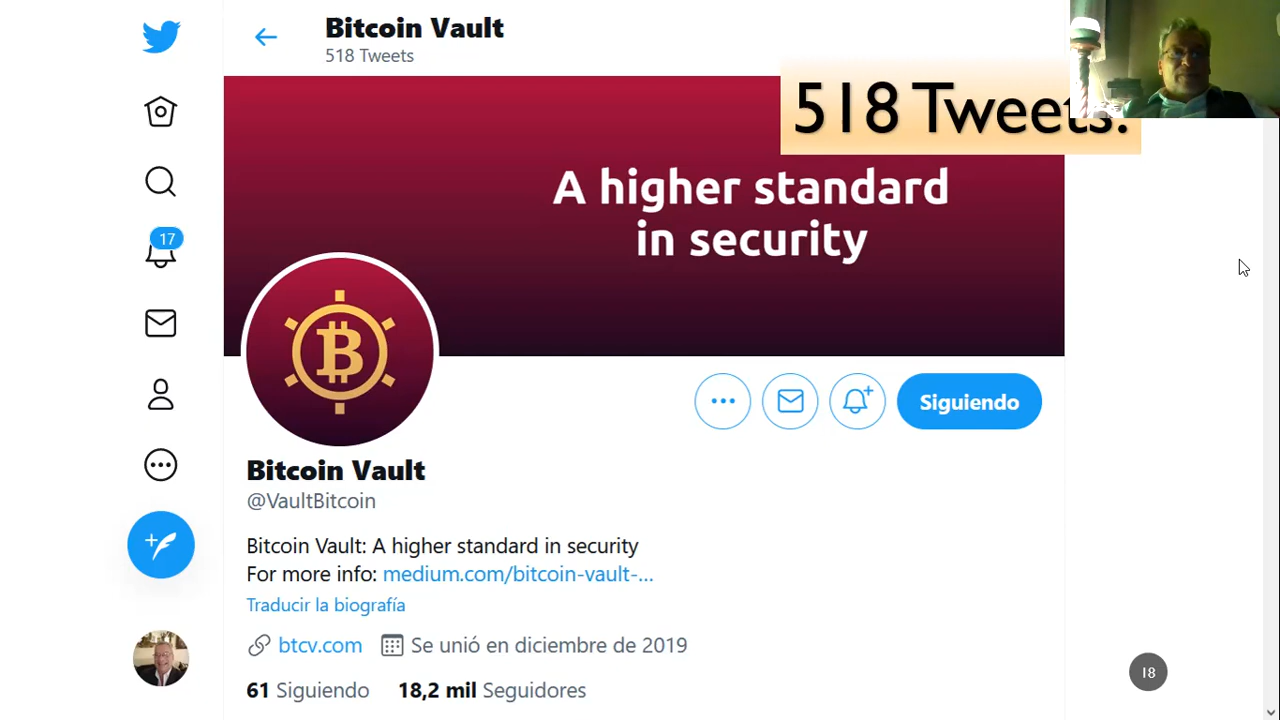 Bitcoin Vault
518 Tweets
518 Tweets.
A higher standard
in security
17
Siguiendo
Bitcoin Vault
@VaultBitcoin
Bitcoin Vault: A higher standard in security
For more info: medium.com/bitcoin-vault-...
Traducir la biografía
btcv.com Se unió en diciembre de 2019
61 Siguiendo 18,2 mil Seguidores
18